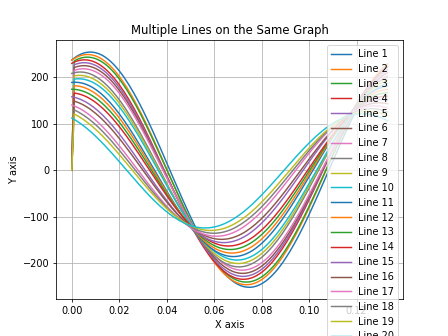 Multiple Lines on the Same Graph
Y axis
200
100
0
−100
−200
0.00 0.02 0.04 0.06 0.08 0.10
X axis
Line 1
Line 2
Line 3
Line 4
Line 5
Line 6
Line 7
Line 8
Line 9
Line 10
Line 11
Line 12
Line 13
Line 14
Line 15
Line 16
Line 17
Line 18
Line 19
Line 20